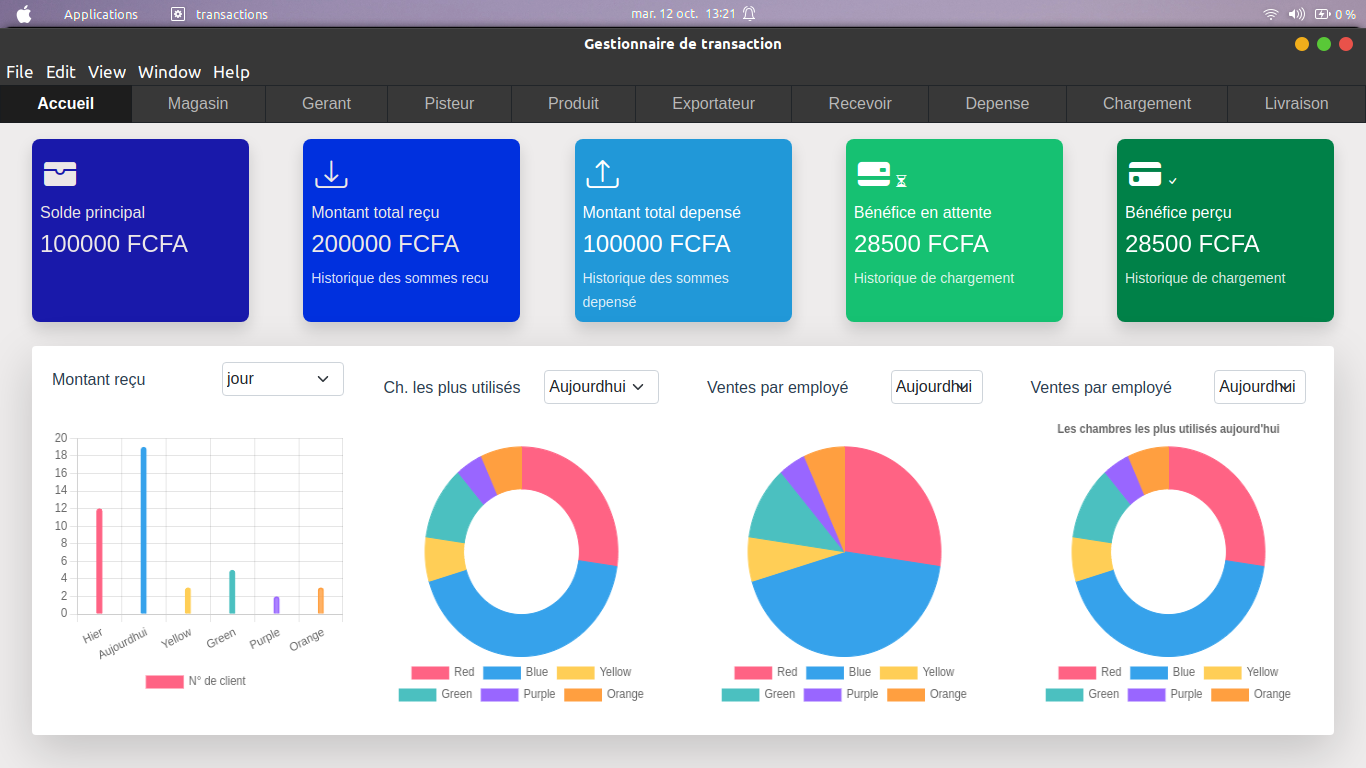 Applications transactions mar. 12 oct. 13:21 0 %
Gestionnaire de transaction
File Edit View Window Help
Accueil Magasin Gerant Pisteur Produit Exportateur Recevoir Depense Chargement Livraison
Solde principal
100000 FCFA
Montant total reçu
200000 FCFA
Historique des sommes recu
Montant total depensé
100000 FCFA
Historique des sommes
depensé
Bénéfice en attente
28500 FCFA
Historique de chargement
Bénéfice perçu
28500 FCFA
Historique de chargement
Montant reçu jour
20
18
16
14
12
10
8
6
4
2
0
Hier Aujourdhui Yellow Green Purple Orange
N° de client
Ch. les plus utilisés Aujourdhui
Red Blue Yellow
Green Purple Orange
Ventes par employé Aujourdhui
Red Blue Yellow
Green Purple Orange
Ventes par employé Aujourdhui
Les chambres les plus utilisés aujourd'hui
Red Blue Yellow
Green Purple Orange